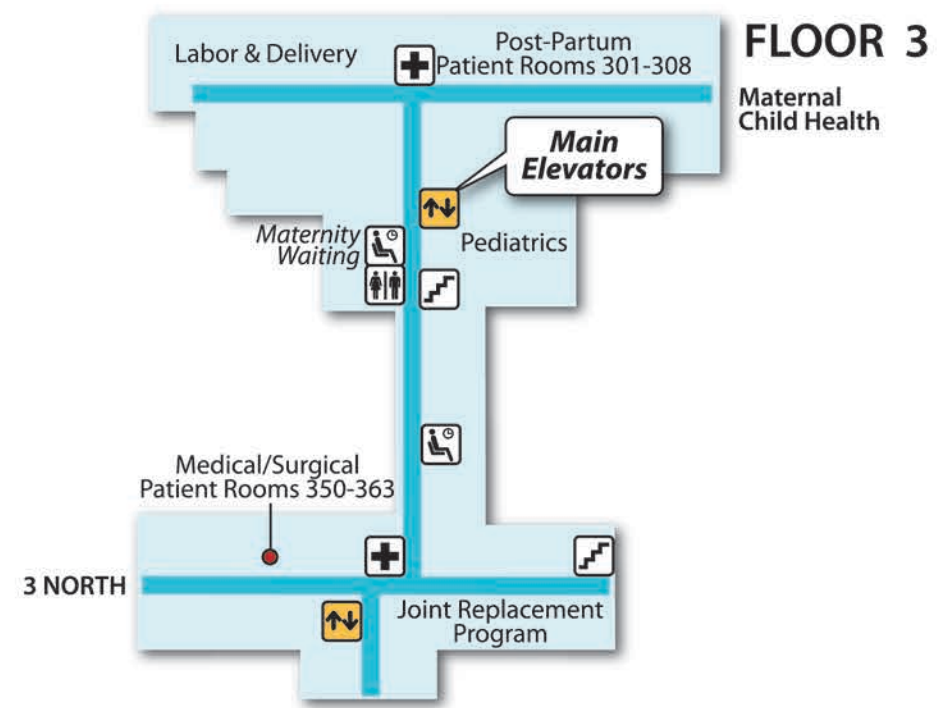 FLOOR 3
Labor & Delivery
Post-Partum
Patient Rooms 301-308
Maternal
Child Health
Main
Elevators
Maternity
Waiting
Pediatrics
Medical/Surgical
Patient Rooms 350-363
3 NORTH
Joint Replacement
Program